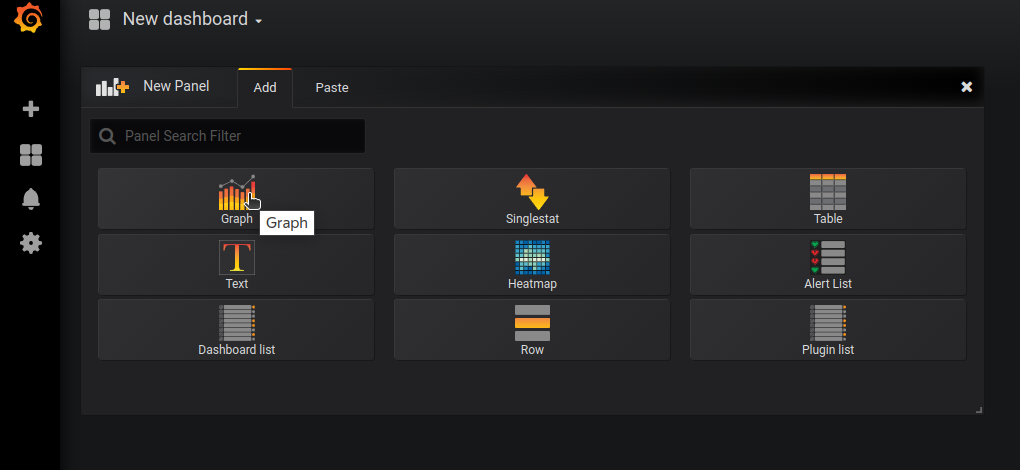 New dashboard
New Panel Add Paste
Panel Search Filter
Graph Singlestat Table
Graph
Text Heatmap Alert List
Dashboard list Row Plugin list